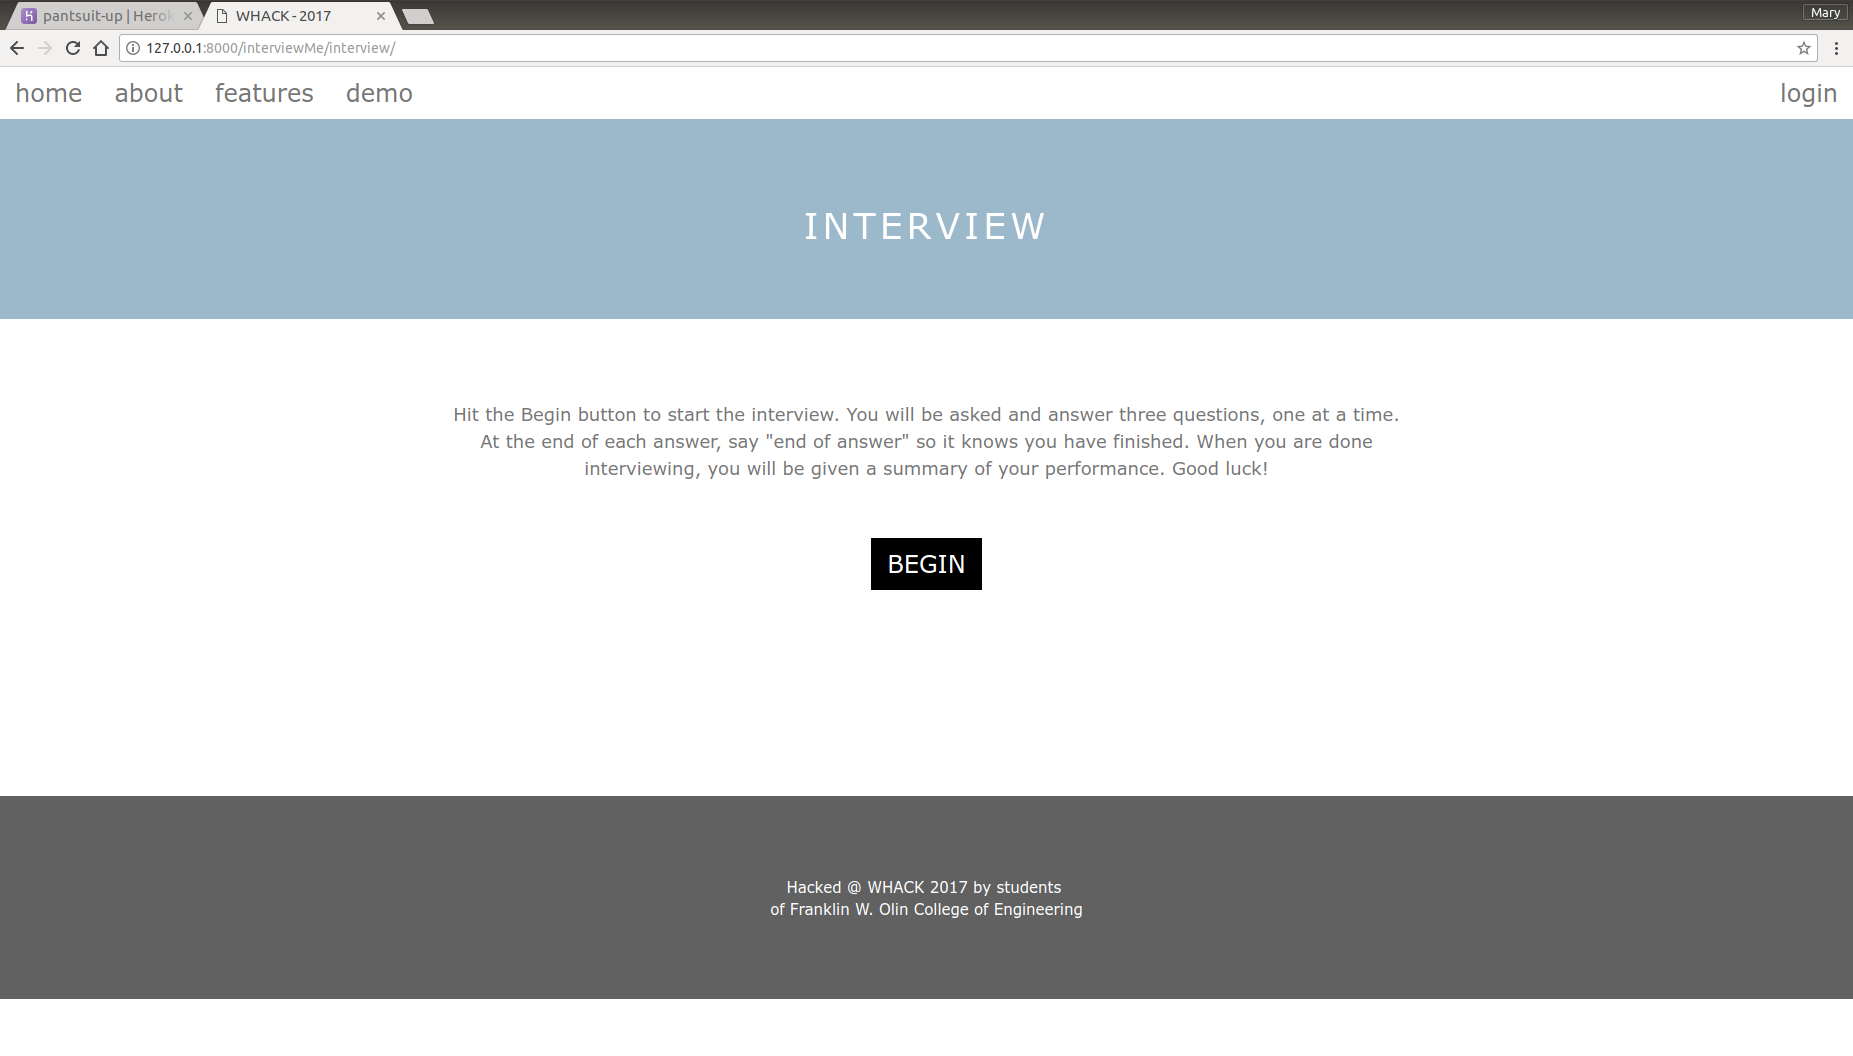 pantsuit-up | Herok
WHACK - 2017
Mary
127.0.0.1:8000/interviewMe/interview/
home about features demo login
INTERVIEW
Hit the Begin button to start the interview. You will be asked and answer three questions, one at a time.
At the end of each answer, say "end of answer" so it knows you have finished. When you are done
interviewing, you will be given a summary of your performance. Good luck!
BEGIN
Hacked @ WHACK 2017 by students
of Franklin W. Olin College of Engineering